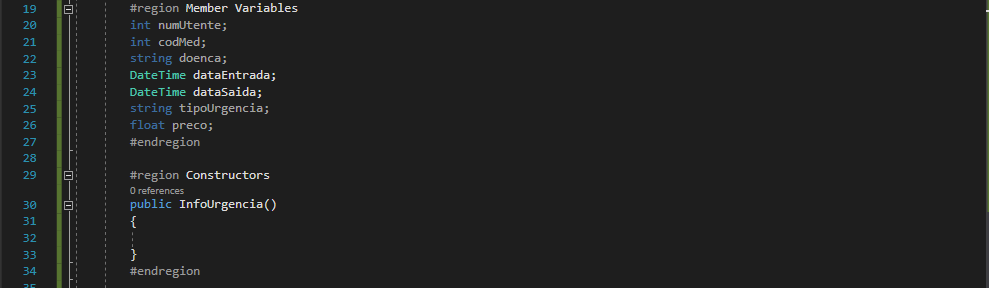 19 #region Member Variables
20 int numUtente;
21 int codMed;
22 string doenca;
23 DateTime dataEntrada;
24 DateTime dataSaida;
25 string tipoUrgencia;
26 float preco;
27 #endregion
28
29 #region Constructors
0 references
30 public InfoUrgencia()
31 {
32
33 }
34 #endregion
35